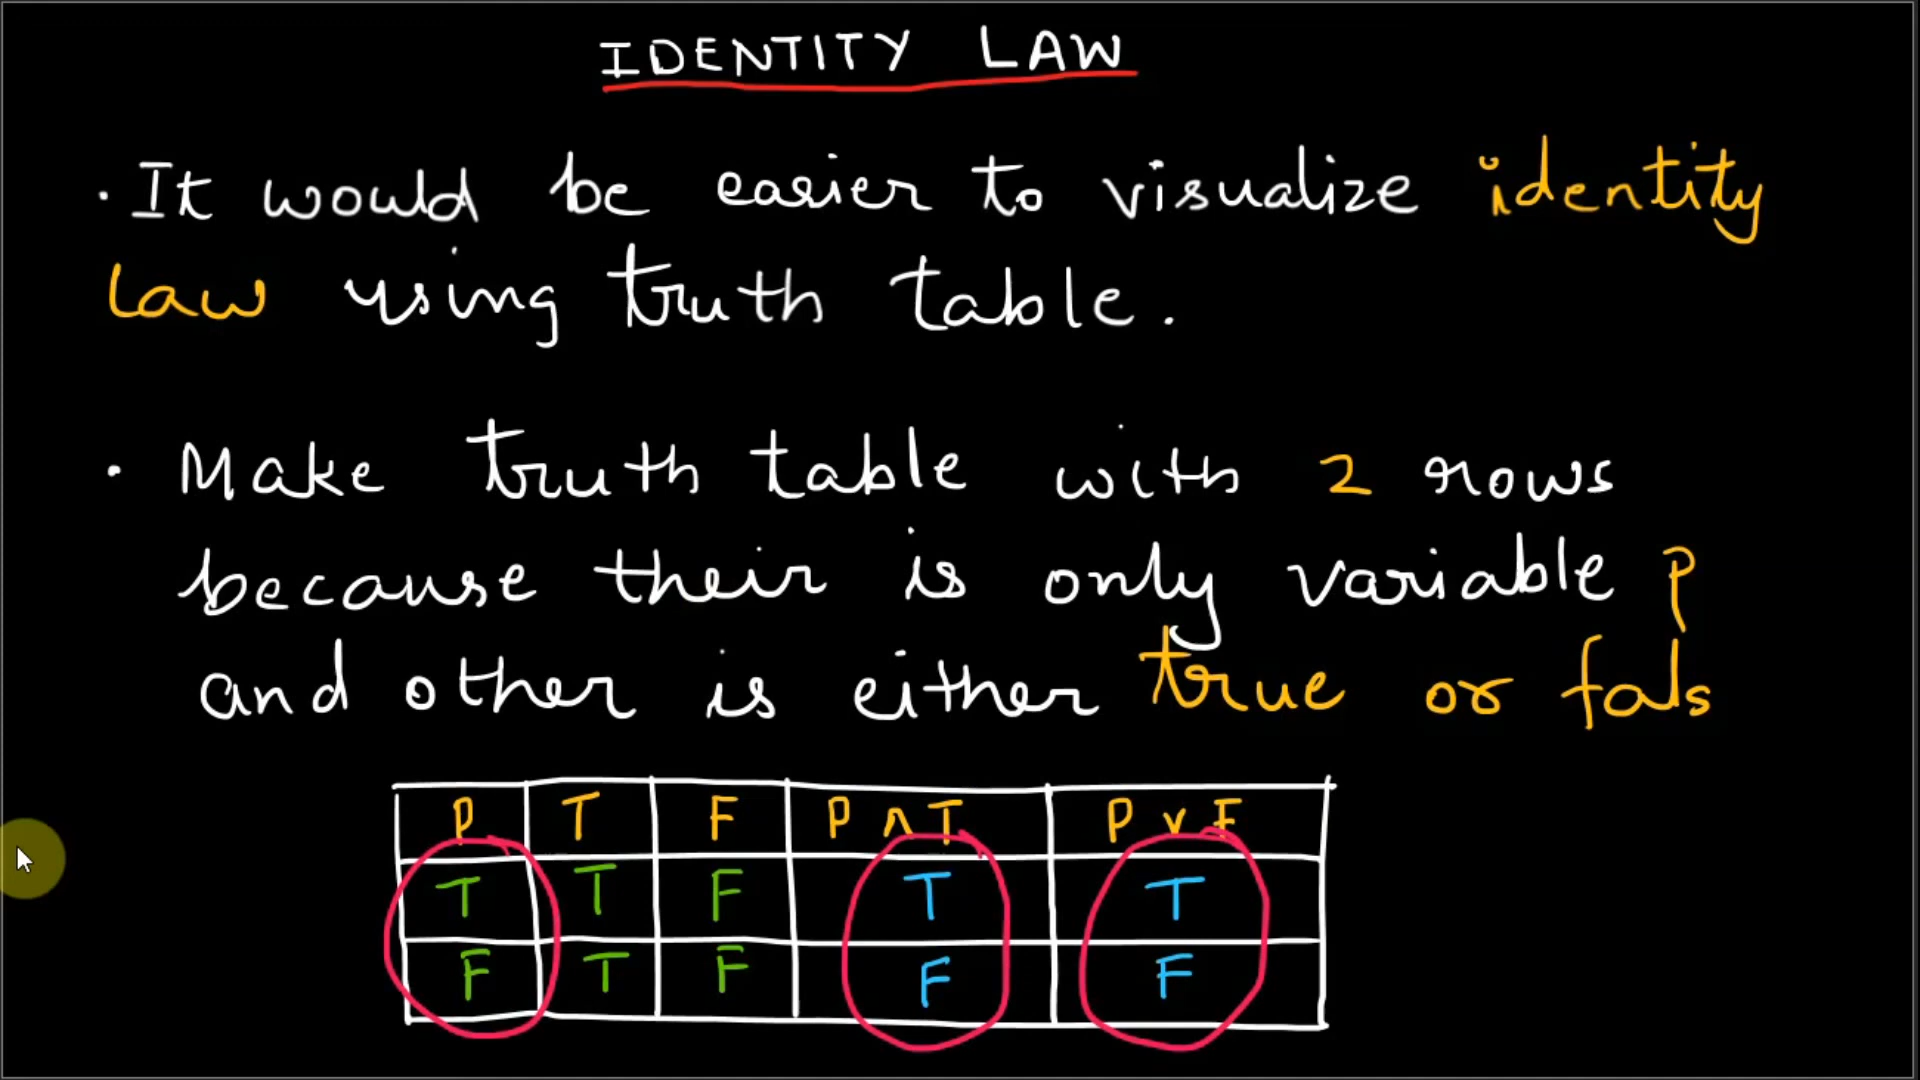 IDENTITY LAW
· It would be easier to visualize identity
law using truth table.
· Make truth table with 2 rows
because their is only variable P
and other is either true or fals
P T F P ∧ T P ∨ F
T T F T T
F T F F F